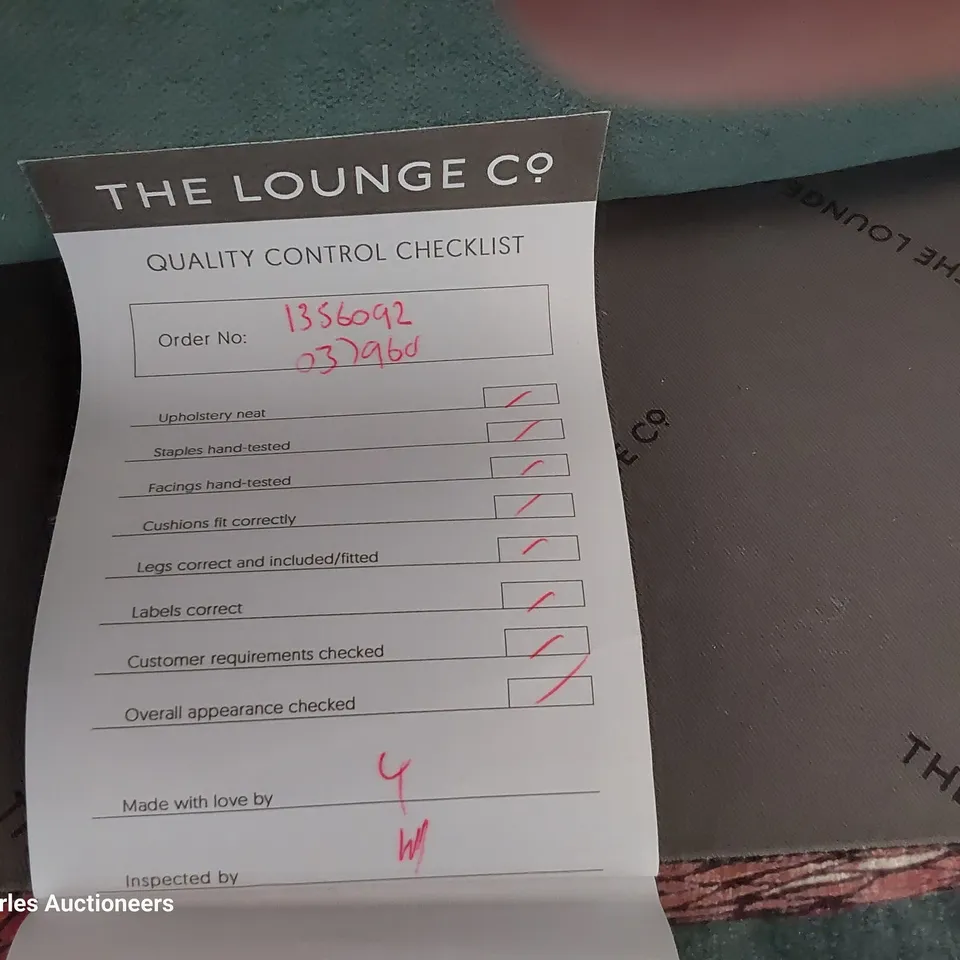 THE LOUNGE Co
QUALITY CONTROL CHECKLIST
Order No: 1356092
037960
Upholstery neat
Staples hand-tested
Facings hand-tested
Cushions fit correctly
Legs correct and included/fitted
Labels correct
Customer requirements checked
Overall appearance checked
Made with love by
Inspected by
THE LOUNGE
E Co
TH
rles Auctioneers